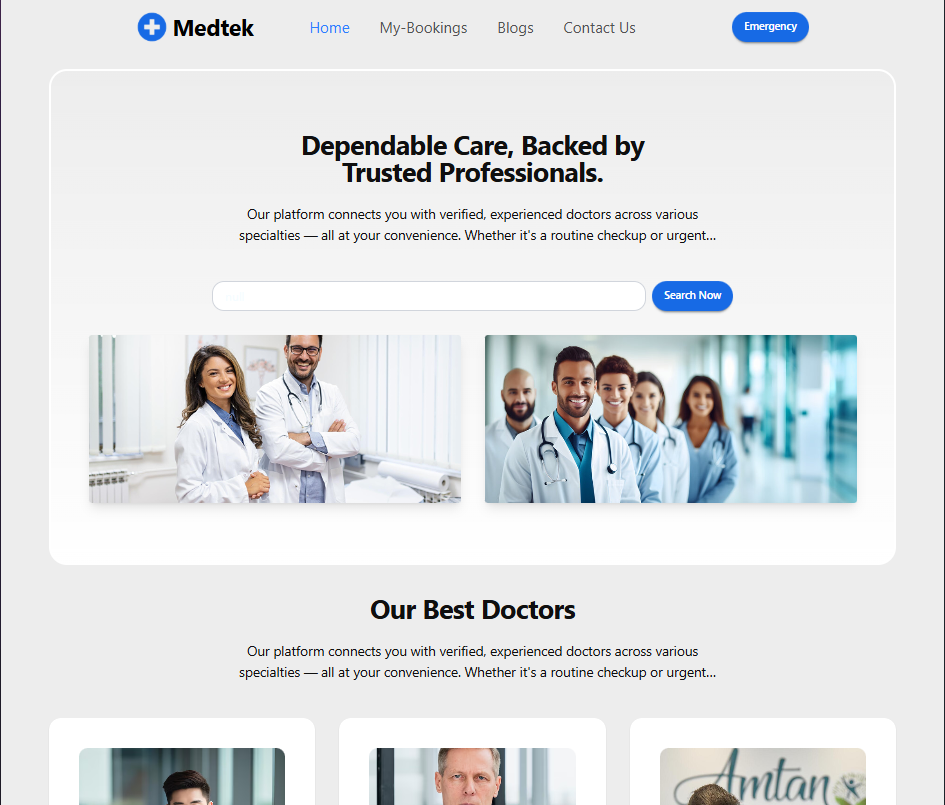 Medtek
Home
My-Bookings
Blogs
Contact Us
Emergency
Dependable Care, Backed by
Trusted Professionals.
Our platform connects you with verified, experienced doctors across various
specialties — all at your convenience. Whether it's a routine checkup or urgent...
Search Now
Our Best Doctors
Our platform connects you with verified, experienced doctors across various
specialties — all at your convenience. Whether it's a routine checkup or urgent...
Amtan